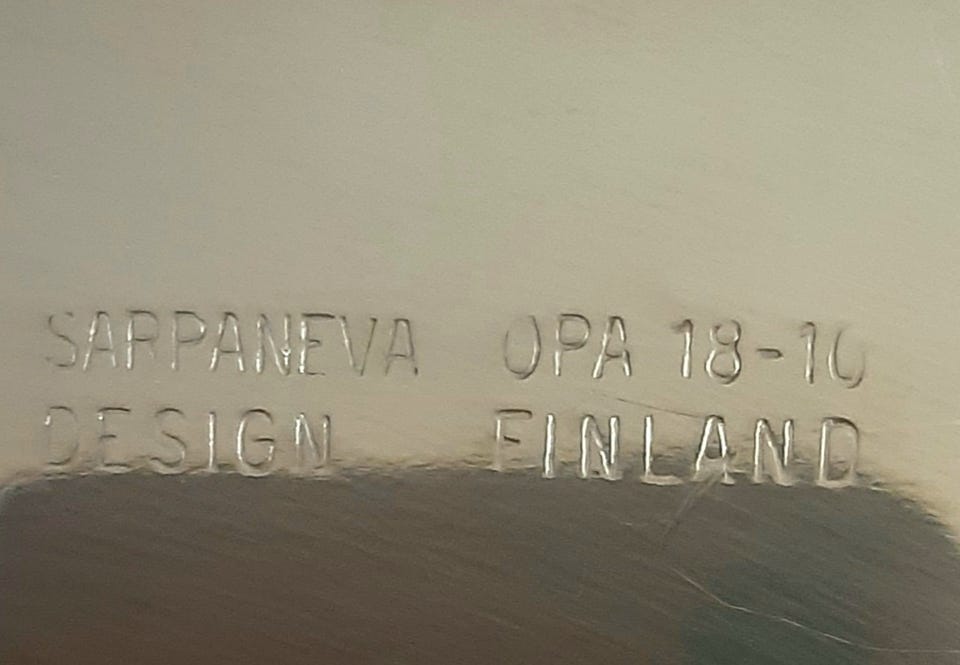 SARPANEVA OPA 18-10
DESIGN FINLAND